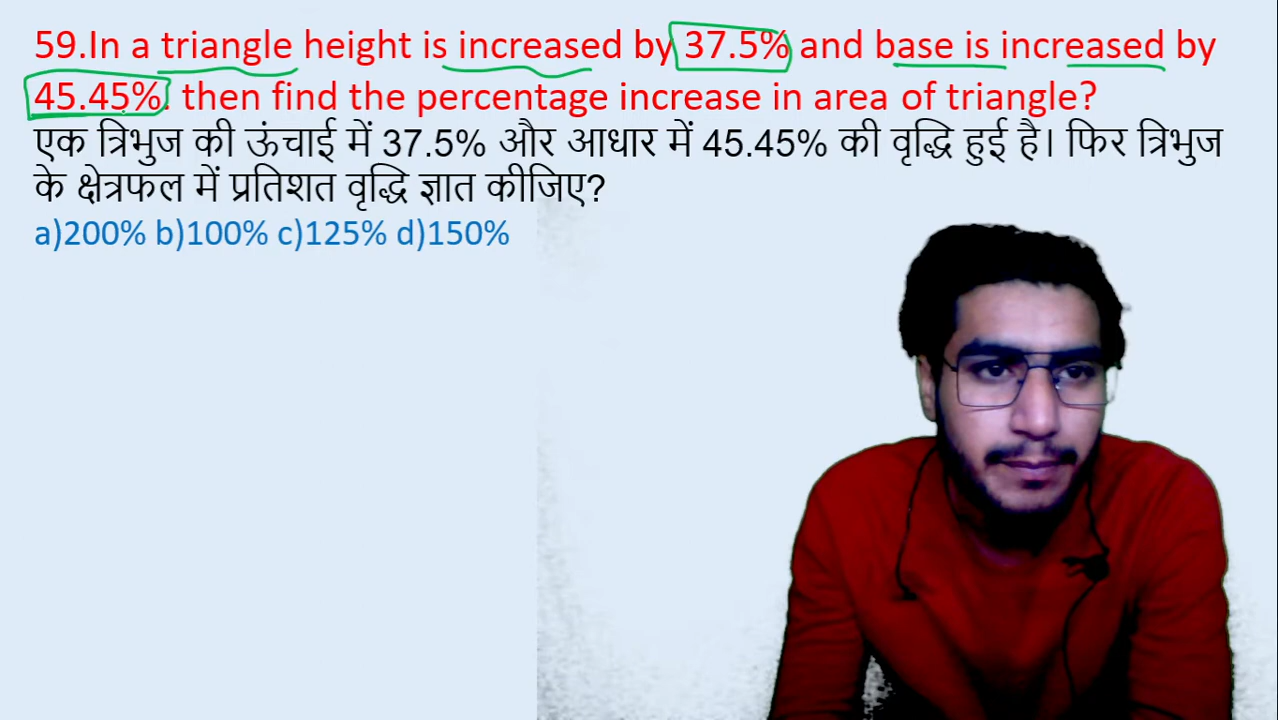 59.In a triangle height is increased by 37.5% and base is increased by
45.45%. then find the percentage increase in area of triangle?
एक त्रिभुज की ऊंचाई में 37.5% और आधार में 45.45% की वृद्धि हुई है। फिर त्रिभुज
के क्षेत्रफल में प्रतिशत वृद्धि ज्ञात कीजिए?
a)200% b)100% c)125% d)150%